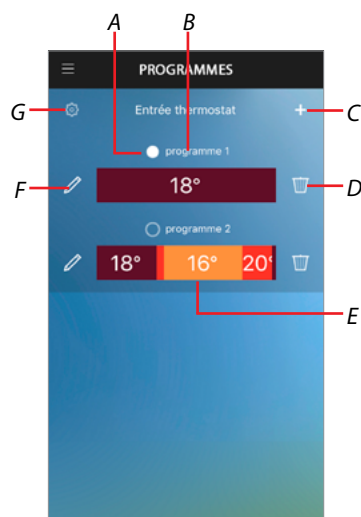 A B
PROGRAMMES
G Entrée thermostat + C
programme 1
F 18° D
programme 2
18° 16° 20°
E